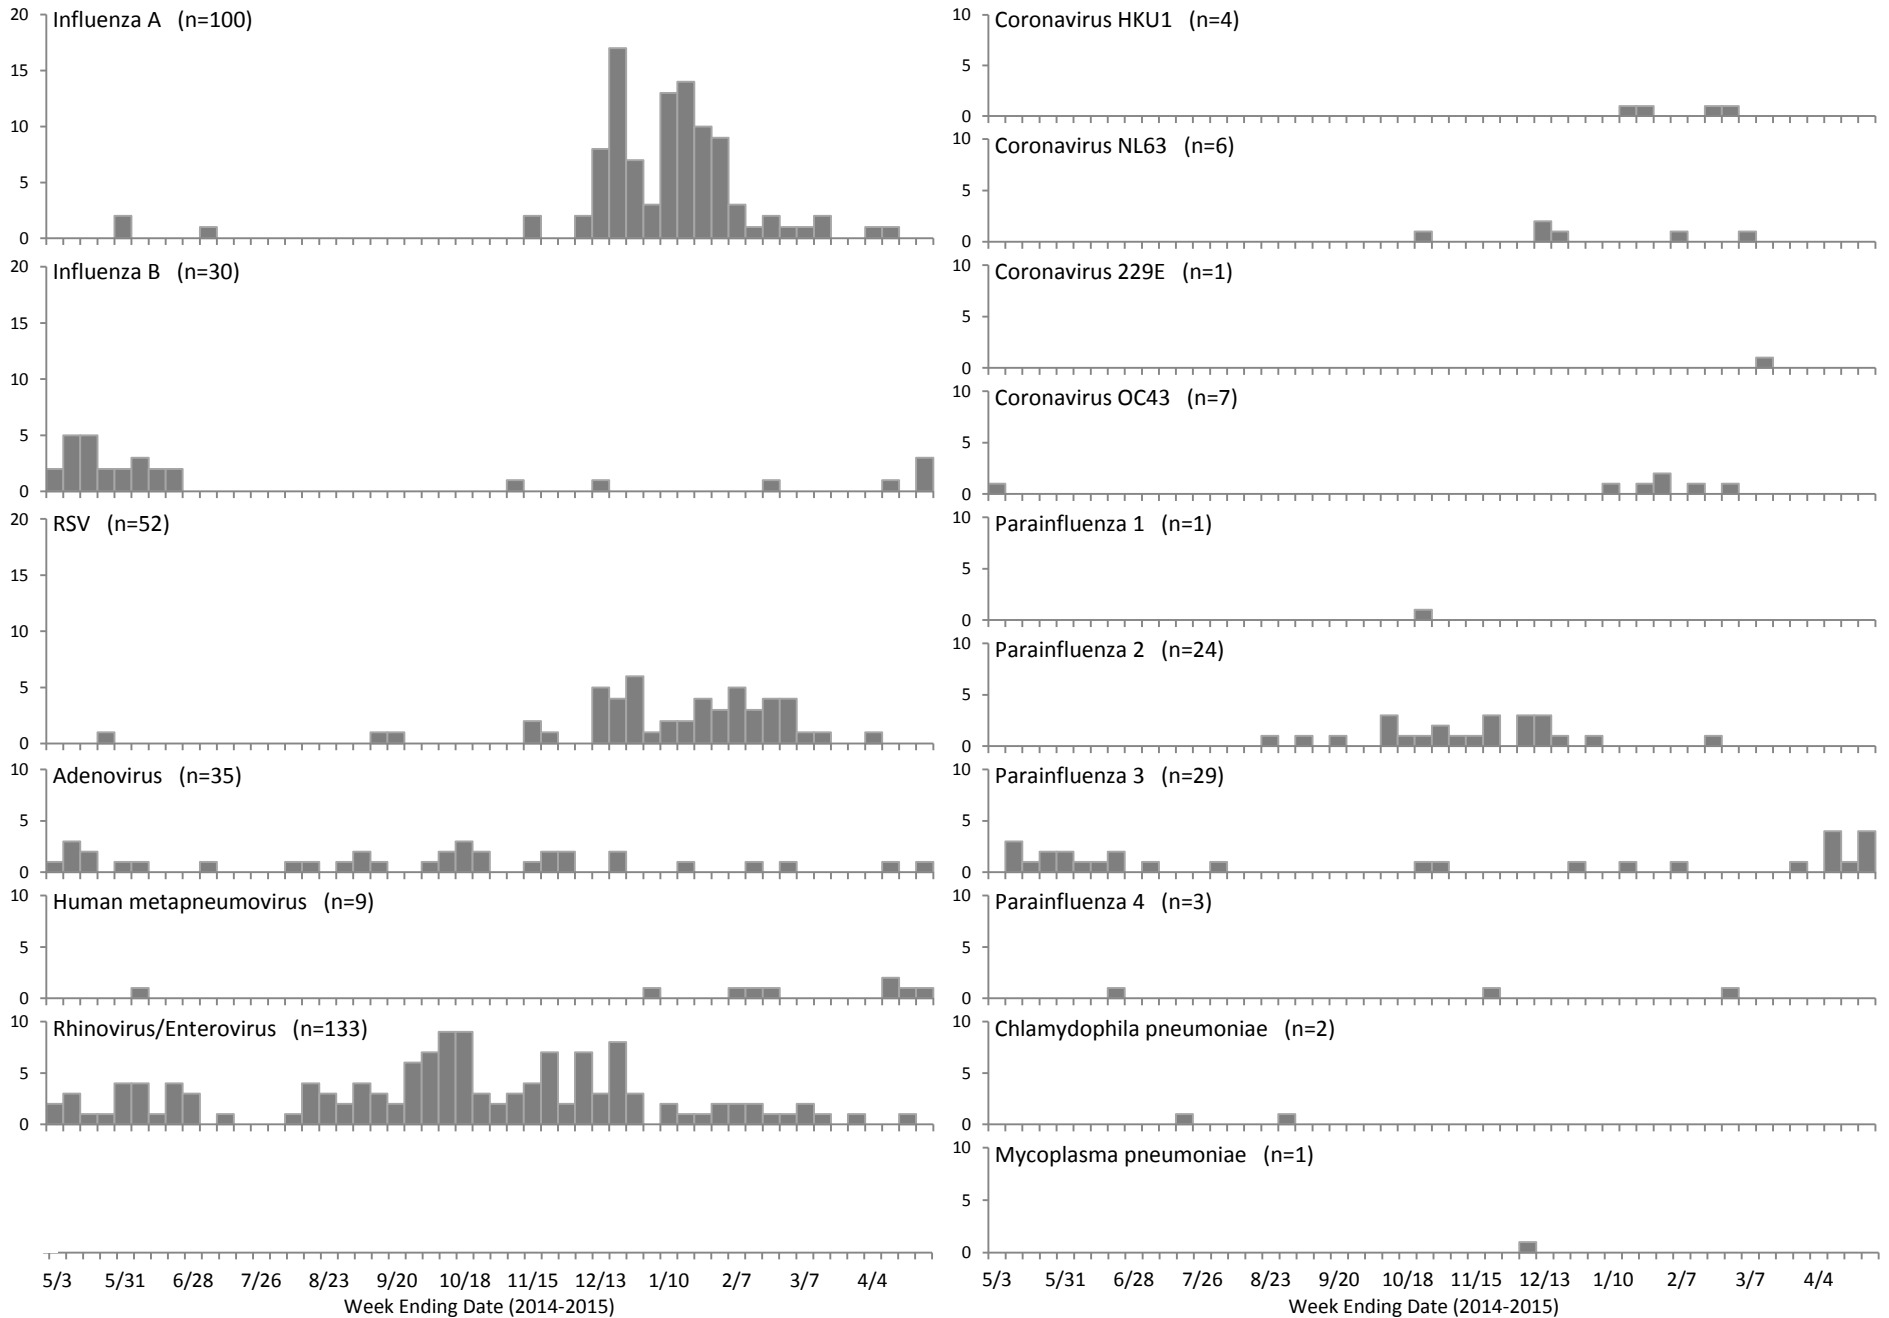 Influenza A (n=100)
20
15
10
5
0
Influenza B (n=30)
20
15
10
5
0
RSV (n=52)
20
15
10
5
0
Adenovirus (n=35)
10
5
0
Human metapneumovirus (n=9)
10
5
0
Rhinovirus/Enterovirus (n=133)
10
5
0
5/3 5/31 6/28 7/26 8/23 9/20 10/18 11/15 12/13 1/10 2/7 3/7 4/4
Week Ending Date (2014-2015)
Coronavirus HKU1 (n=4)
10
5
0
Coronavirus NL63 (n=6)
10
5
0
Coronavirus 229E (n=1)
10
5
0
Coronavirus OC43 (n=7)
10
5
0
Parainfluenza 1 (n=1)
10
5
0
Parainfluenza 2 (n=24)
10
5
0
Parainfluenza 3 (n=29)
10
5
0
Parainfluenza 4 (n=3)
10
5
0
Chlamydophila pneumoniae (n=2)
10
5
0
Mycoplasma pneumoniae (n=1)
10
5
0
5/3 5/31 6/28 7/26 8/23 9/20 10/18 11/15 12/13 1/10 2/7 3/7 4/4
Week Ending Date (2014-2015)